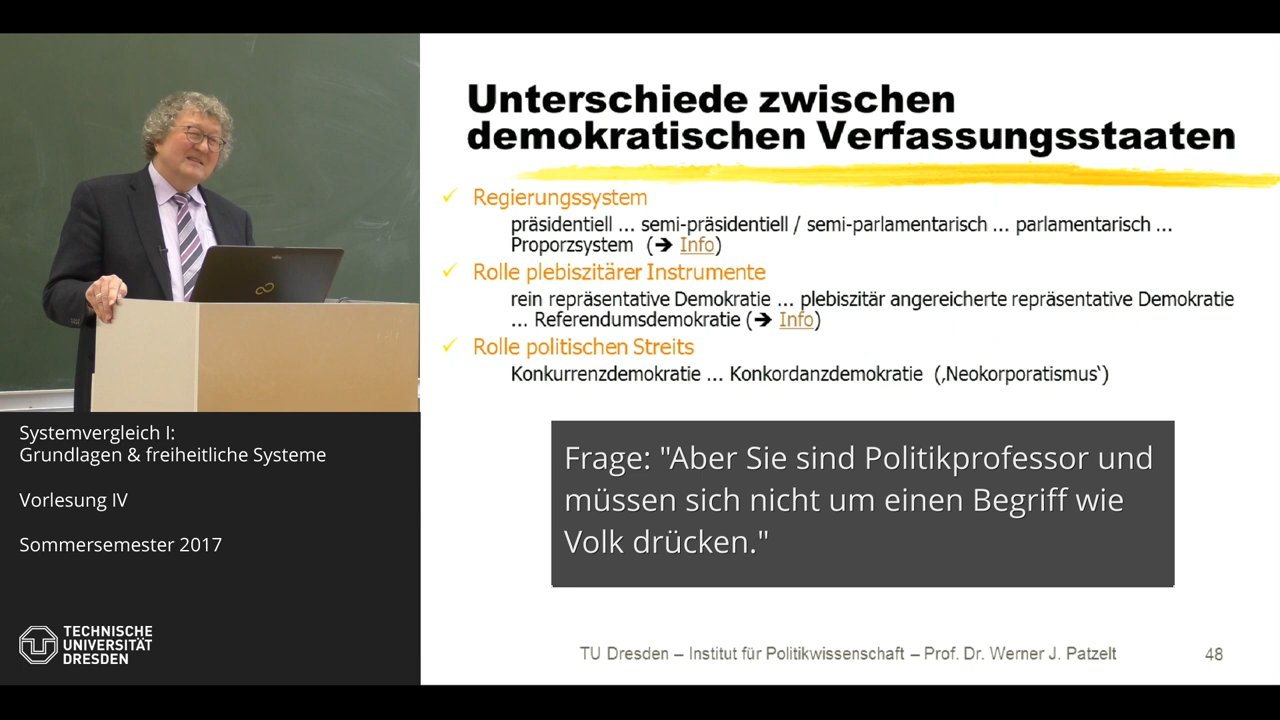 Unterschiede zwischen
demokratischen Verfassungsstaaten
✓ Regierungssystem
präsidentiell ... semi-präsidentiell / semi-parlamentarisch ... parlamentarisch ...
Proporzsystem (➔ Info)
✓ Rolle plebiszitärer Instrumente
rein repräsentative Demokratie ... plebiszitär angereicherte repräsentative Demokratie
... Referendumsdemokratie (➔ Info)
✓ Rolle politischen Streits
Konkurrenzdemokratie ... Konkordanzdemokratie (‚Neokorporatismus‘)
Frage: "Aber Sie sind Politikprofessor und
müssen sich nicht um einen Begriff wie
Volk drücken."
TU Dresden – Institut für Politikwissenschaft – Prof. Dr. Werner J. Patzelt 48
Systemvergleich I:
Grundlagen & freiheitliche Systeme
Vorlesung IV
Sommersemester 2017
TECHNISCHE
UNIVERSITÄT
DRESDEN